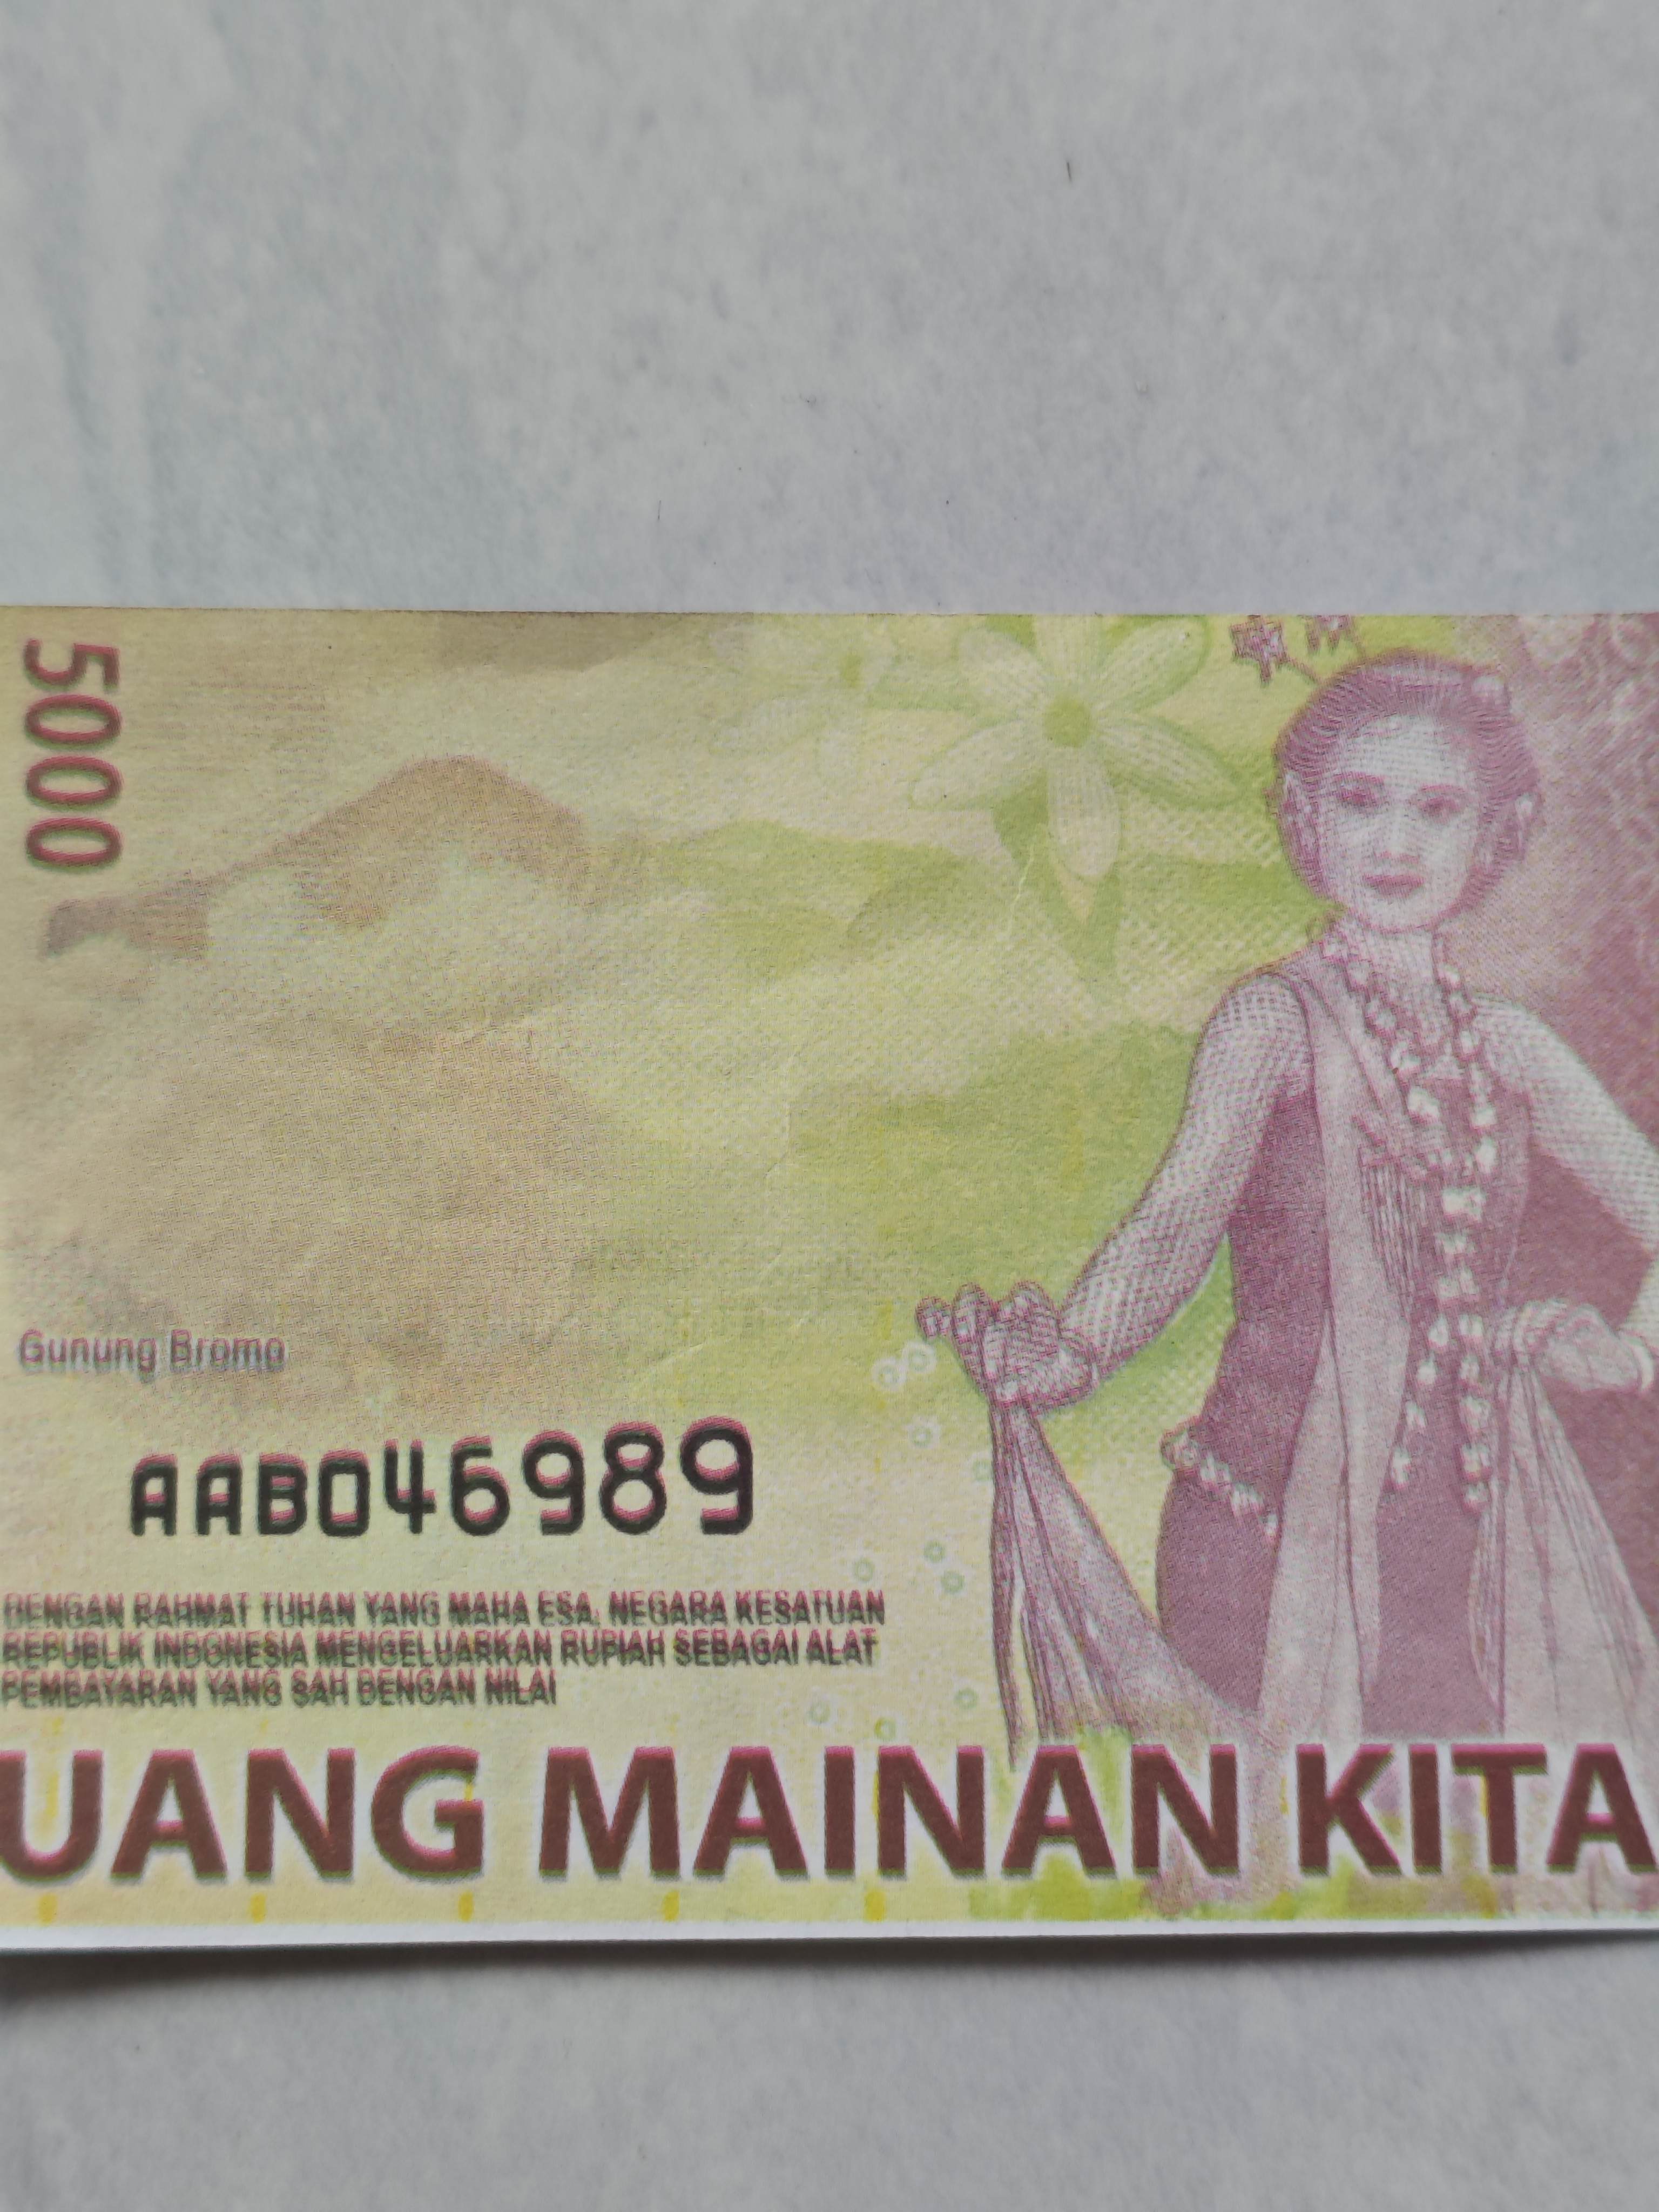 5000
Gunung Bromo
AAB046989
DENGAN RAHMAT TUHAN YANG MAHA ESA, NEGARA KESATUAN
REPUBLIK INDONESIA MENGELUARKAN RUPIAH SEBAGAI ALAT
PEMBAYARAN YANG SAH DENGAN NILAI
UANG MAINAN KITA